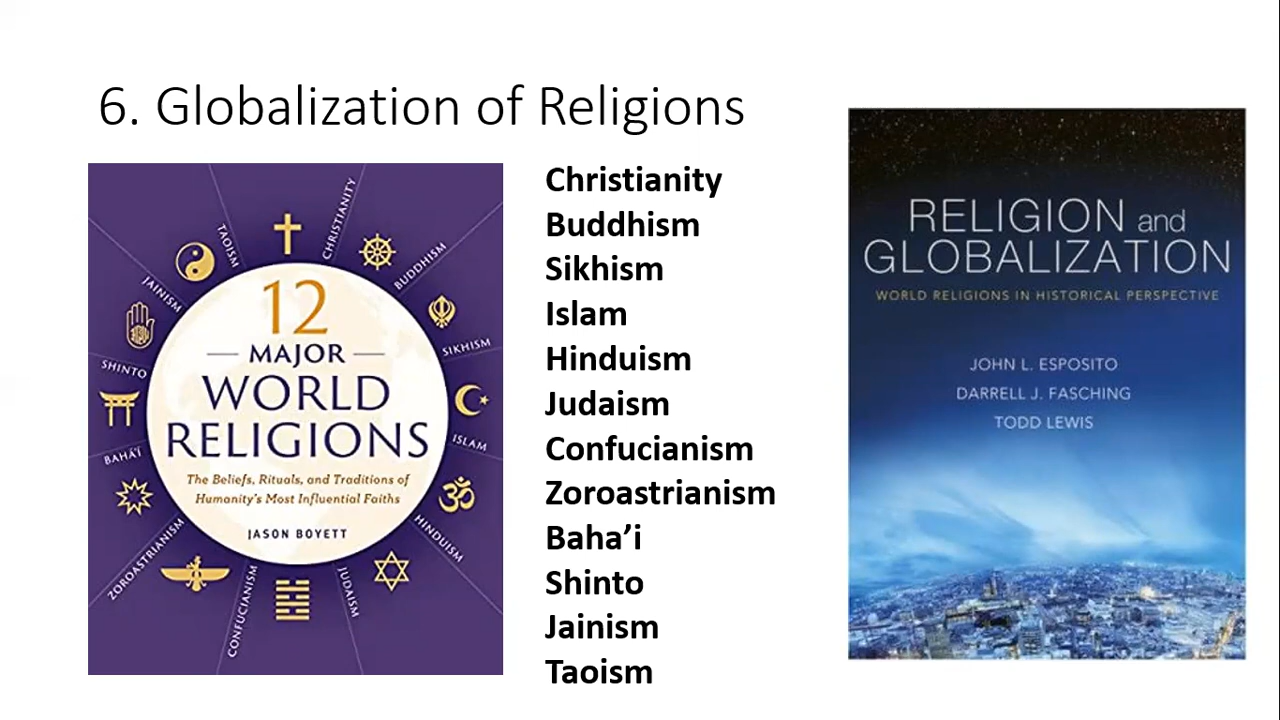 6. Globalization of Religions
CHRISTIANITY
BUDDHISM
SIKHISM
ISLAM
HINDUISM
JUDAISM
CONFUCIANISM
ZOROASTRIANISM
BAHÁ'Í
SHINTO
JAINISM
TAOISM
12
MAJOR
WORLD
RELIGIONS
The Beliefs, Rituals, and Traditions of
Humanity's Most Influential Faiths
JASON BOYETT
Christianity
Buddhism
Sikhism
Islam
Hinduism
Judaism
Confucianism
Zoroastrianism
Baha’i
Shinto
Jainism
Taoism
RELIGION and
GLOBALIZATION
WORLD RELIGIONS IN HISTORICAL PERSPECTIVE
JOHN L. ESPOSITO
DARRELL J. FASCHING
TODD LEWIS